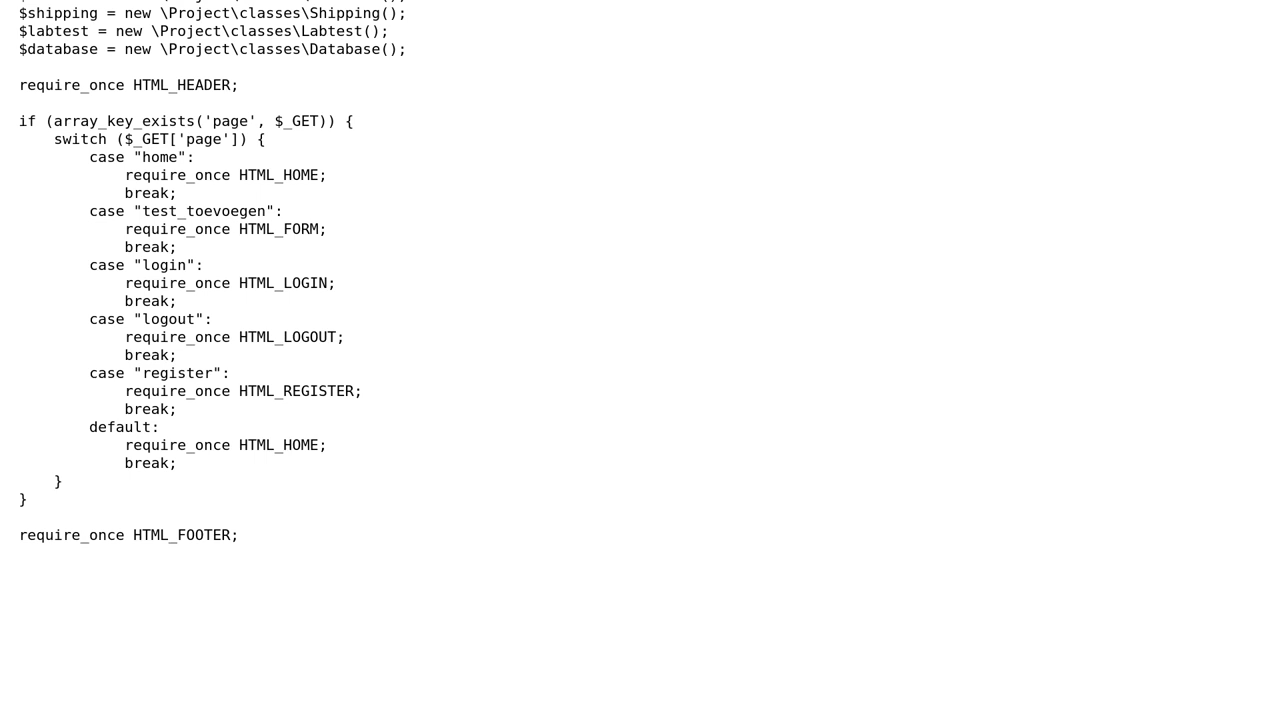 $shipping = new \Project\classes\Shipping();
$labtest = new \Project\classes\Labtest();
$database = new \Project\classes\Database();

require_once HTML_HEADER;

if (array_key_exists('page', $_GET)) {
    switch ($_GET['page']) {
        case "home":
            require_once HTML_HOME;
            break;
        case "test_toevoegen":
            require_once HTML_FORM;
            break;
        case "login":
            require_once HTML_LOGIN;
            break;
        case "logout":
            require_once HTML_LOGOUT;
            break;
        case "register":
            require_once HTML_REGISTER;
            break;
        default:
            require_once HTML_HOME;
            break;
    }
}

require_once HTML_FOOTER;